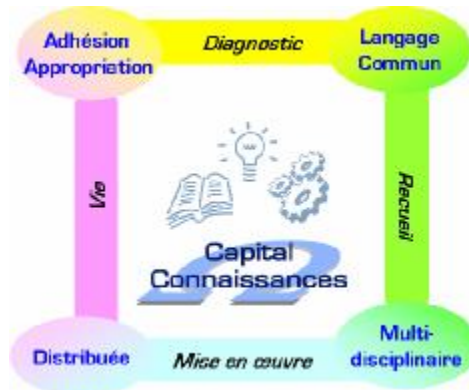 Adhésion
Appropriation
Diagnostic
Langage
Commun
Vie
Recueil
Capital
Connaissances
Distribuée
Mise en œuvre
Multi-
disciplinaire